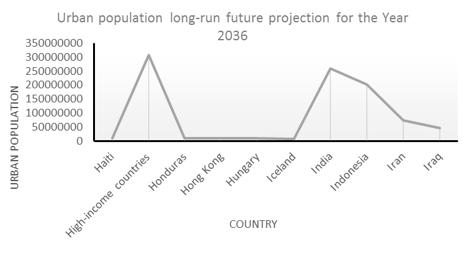 Urban population long-run future projection for the Year
2036
350000000
300000000
250000000
200000000
150000000
100000000
50000000
0
URBAN POPULATION
Haiti
High-income countries
Honduras
Hong Kong
Hungary
Iceland
India
Indonesia
Iran
Iraq
COUNTRY